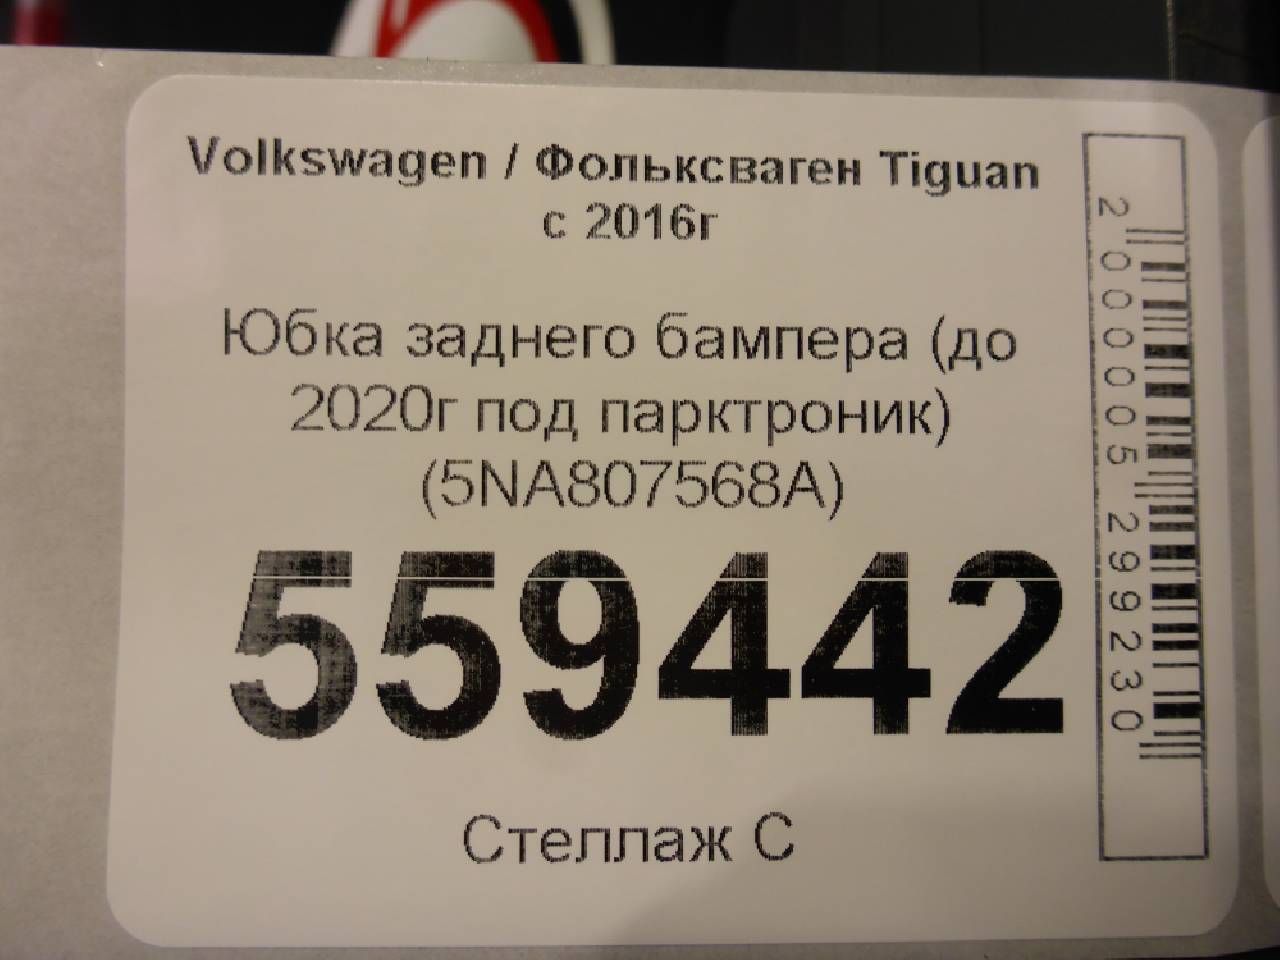 Volkswagen / Фольксваген Tiguan
с 2016г
Юбка заднего бампера (до
2020г под парктроник)
(5NA807568A)
559442
Стеллаж С
2000005299230